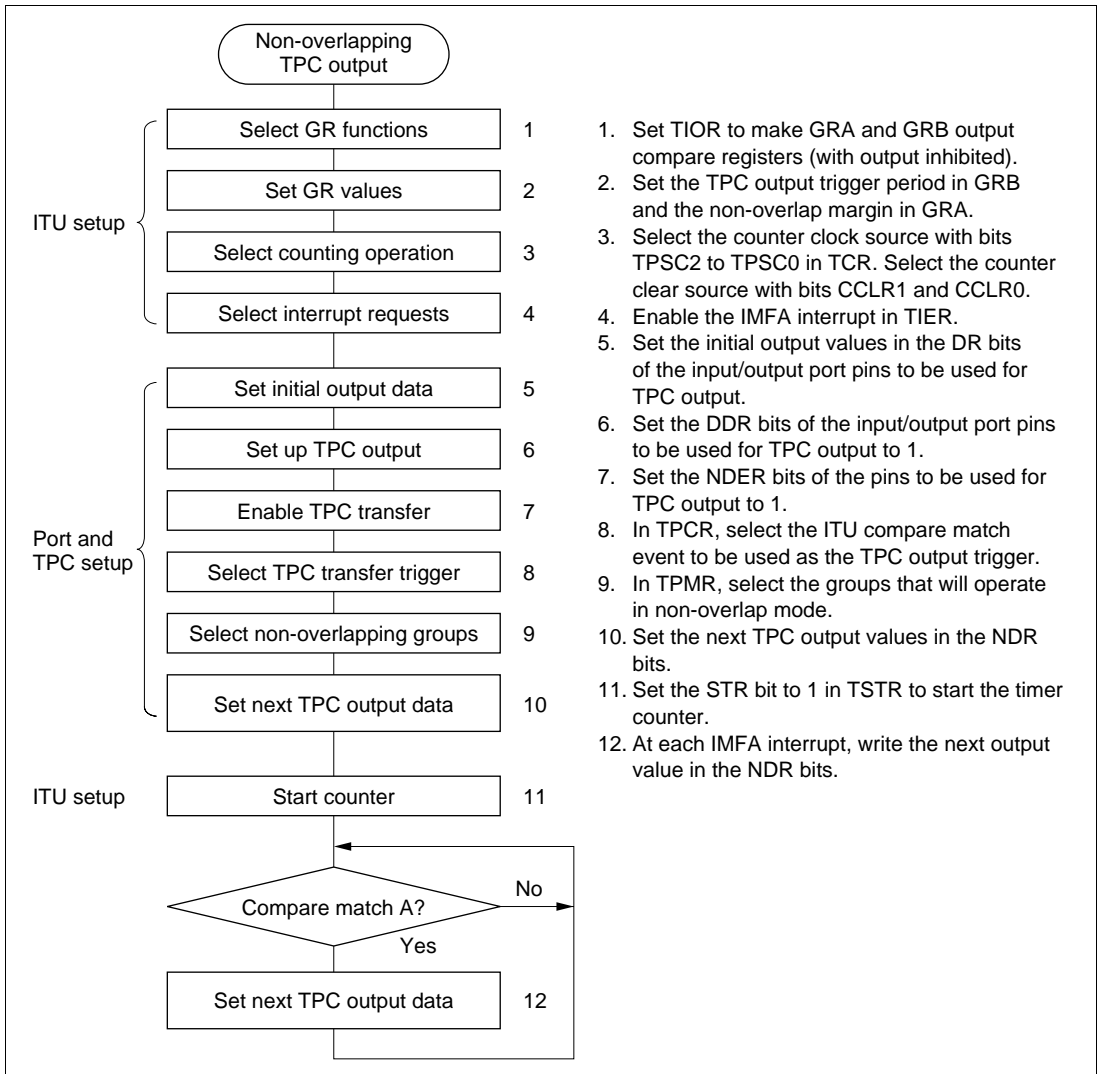 Non-overlapping
TPC output
ITU setup
Select GR functions 1
Set GR values 2
Select counting operation 3
Select interrupt requests 4
Port and
TPC setup
Set initial output data 5
Set up TPC output 6
Enable TPC transfer 7
Select TPC transfer trigger 8
Select non-overlapping groups 9
Set next TPC output data 10
ITU setup
Start counter 11
Compare match A?
No
Yes
Set next TPC output data 12
1. Set TIOR to make GRA and GRB output
compare registers (with output inhibited).
2. Set the TPC output trigger period in GRB
and the non-overlap margin in GRA.
3. Select the counter clock source with bits
TPSC2 to TPSC0 in TCR. Select the counter
clear source with bits CCLR1 and CCLR0.
4. Enable the IMFA interrupt in TIER.
5. Set the initial output values in the DR bits
of the input/output port pins to be used for
TPC output.
6. Set the DDR bits of the input/output port pins
to be used for TPC output to 1.
7. Set the NDER bits of the pins to be used for
TPC output to 1.
8. In TPCR, select the ITU compare match
event to be used as the TPC output trigger.
9. In TPMR, select the groups that will operate
in non-overlap mode.
10. Set the next TPC output values in the NDR
bits.
11. Set the STR bit to 1 in TSTR to start the timer
counter.
12. At each IMFA interrupt, write the next output
value in the NDR bits.